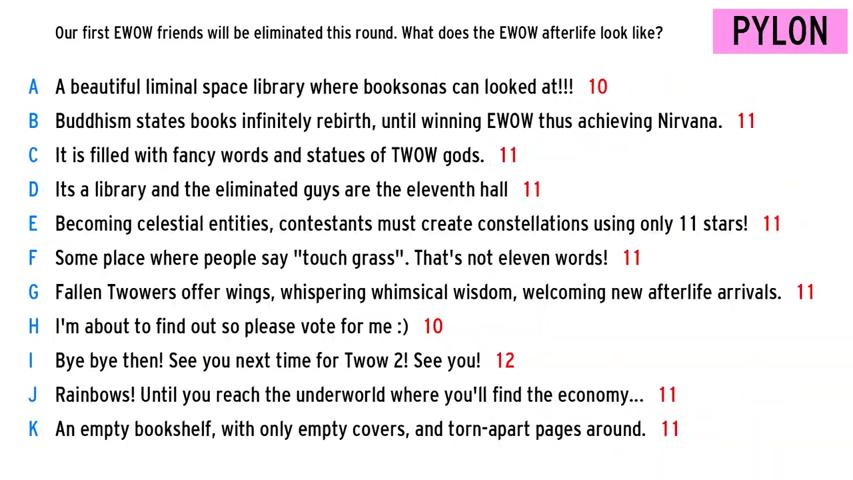 Our first EWOW friends will be eliminated this round. What does the EWOW afterlife look like?
PYLON
A A beautiful liminal space library where booksonas can looked at!!! 10
B Buddhism states books infinitely rebirth, until winning EWOW thus achieving Nirvana. 11
C It is filled with fancy words and statues of TWOW gods. 11
D Its a library and the eliminated guys are the eleventh hall 11
E Becoming celestial entities, contestants must create constellations using only 11 stars! 11
F Some place where people say "touch grass". That's not eleven words! 11
G Fallen Twowers offer wings, whispering whimsical wisdom, welcoming new afterlife arrivals. 11
H I'm about to find out so please vote for me :) 10
I Bye bye then! See you next time for Twow 2! See you! 12
J Rainbows! Until you reach the underworld where you'll find the economy... 11
K An empty bookshelf, with only empty covers, and torn-apart pages around. 11